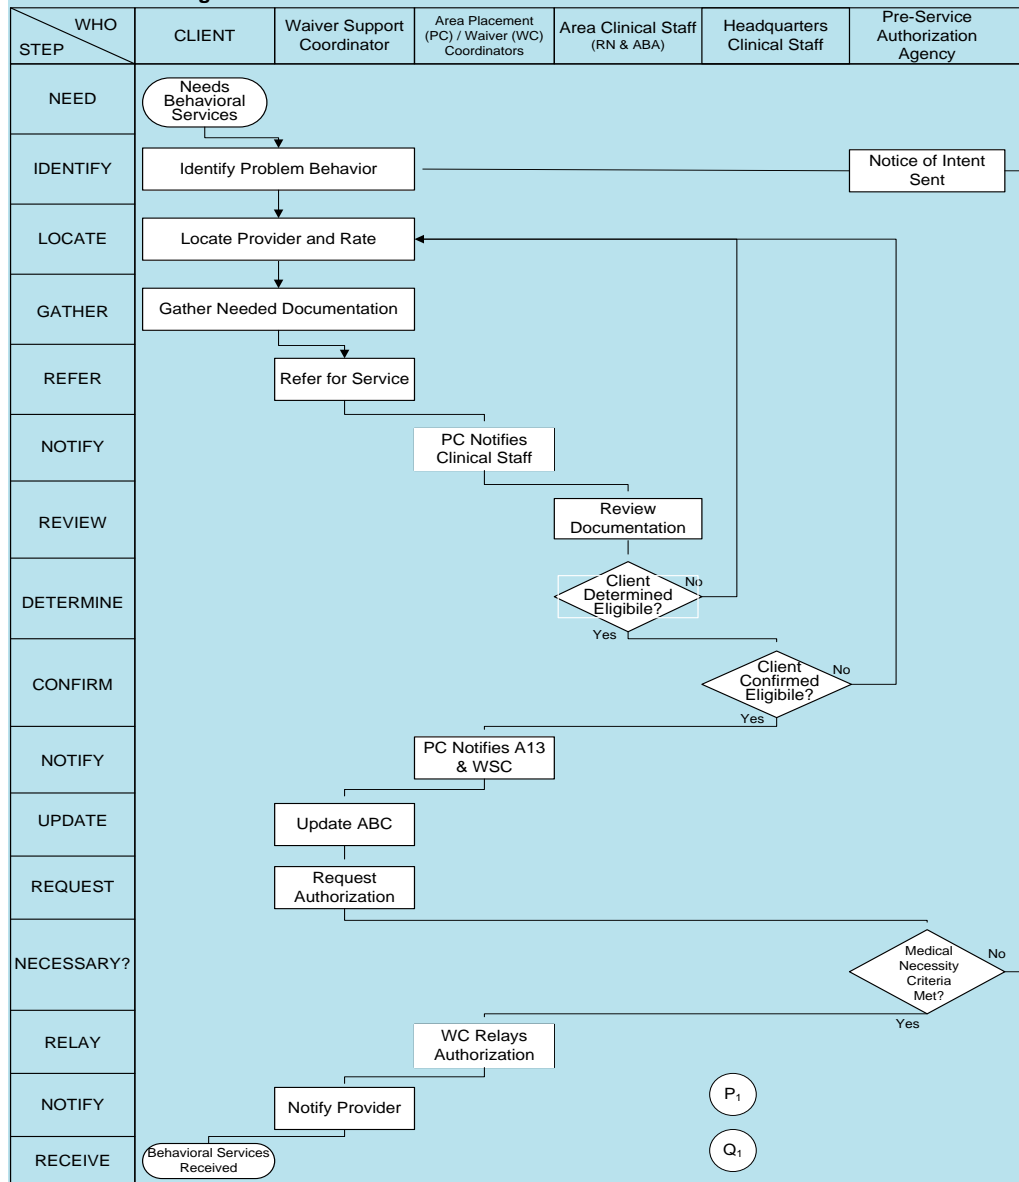 WHO
STEP
CLIENT
Waiver Support
Coordinator
Area Placement
(PC) / Waiver (WC)
Coordinators
Area Clinical Staff
(RN & ABA)
Headquarters
Clinical Staff
Pre-Service
Authorization
Agency
NEED
Needs
Behavioral
Services
IDENTIFY
Identify Problem Behavior
Notice of Intent
Sent
LOCATE
Locate Provider and Rate
GATHER
Gather Needed Documentation
REFER
Refer for Service
NOTIFY
PC Notifies
Clinical Staff
REVIEW
Review
Documentation
DETERMINE
Client
Determined
Eligibile?
No
Yes
CONFIRM
Client
Confirmed
Eligibile?
No
Yes
NOTIFY
PC Notifies A13
& WSC
UPDATE
Update ABC
REQUEST
Request
Authorization
NECESSARY?
Medical
Necessity
Criteria
Met?
No
Yes
RELAY
WC Relays
Authorization
NOTIFY
Notify Provider
P₁
RECEIVE
Behavioral Services
Received
Q₁